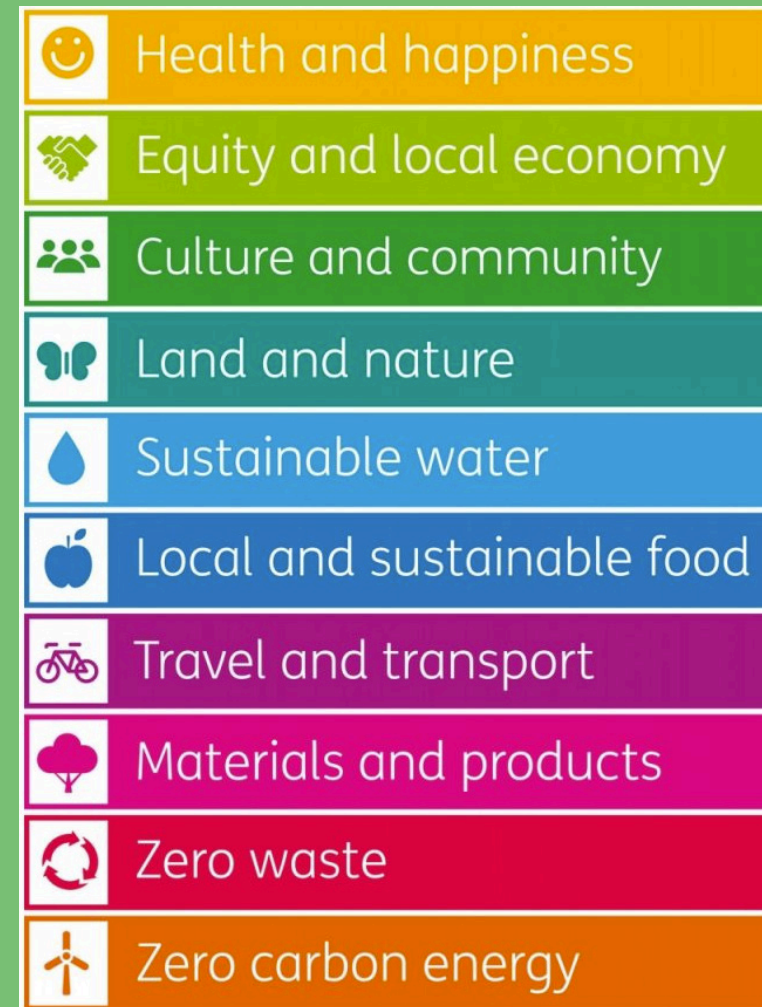 Health and happiness
Equity and local economy
Culture and community
Land and nature
Sustainable water
Local and sustainable food
Travel and transport
Materials and products
Zero waste
Zero carbon energy